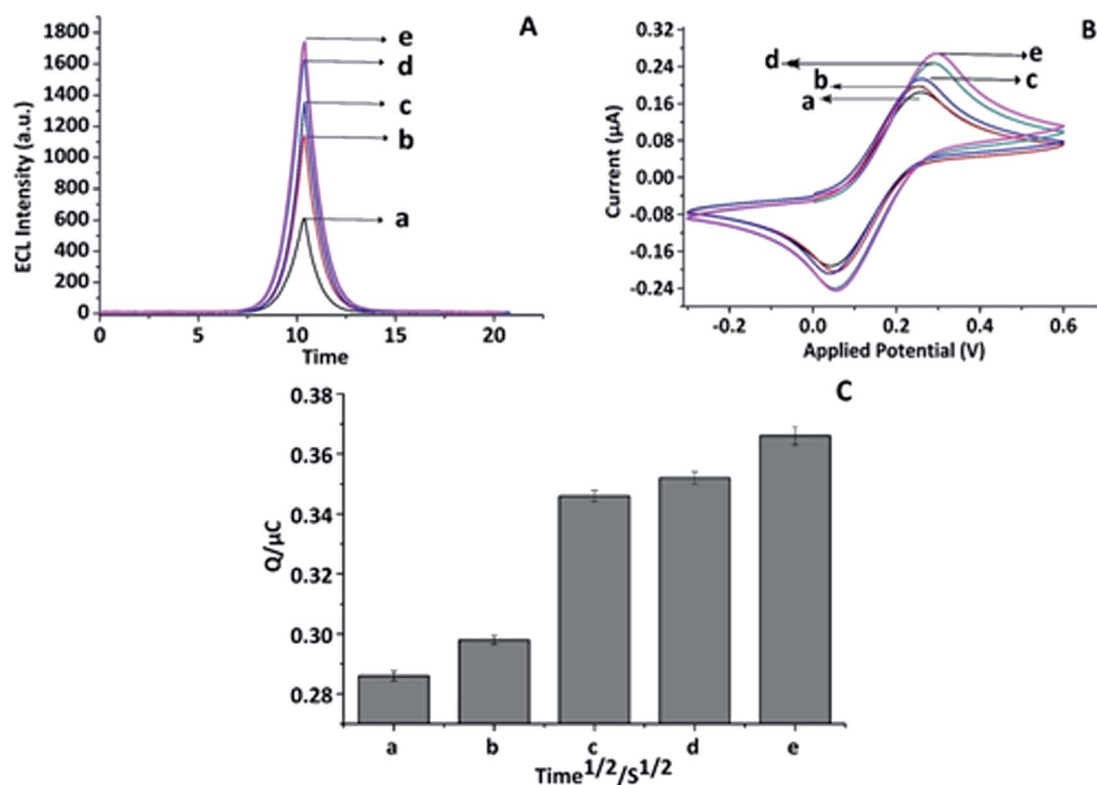 A
1800
1600
1400
1200
1000
800
600
400
200
0
ECL Intensity (a.u.)
e
d
c
b
a
0 5 10 15 20
Time
B
0.32
0.24
0.16
0.08
0.00
-0.08
-0.16
-0.24
Current (µA)
d
b
a
e
c
-0.2 0.0 0.2 0.4 0.6
Applied Potential (V)
C
0.38
0.36
0.34
0.32
0.30
0.28
Q/µC
a b c d e
Time^1/2/S^1/2